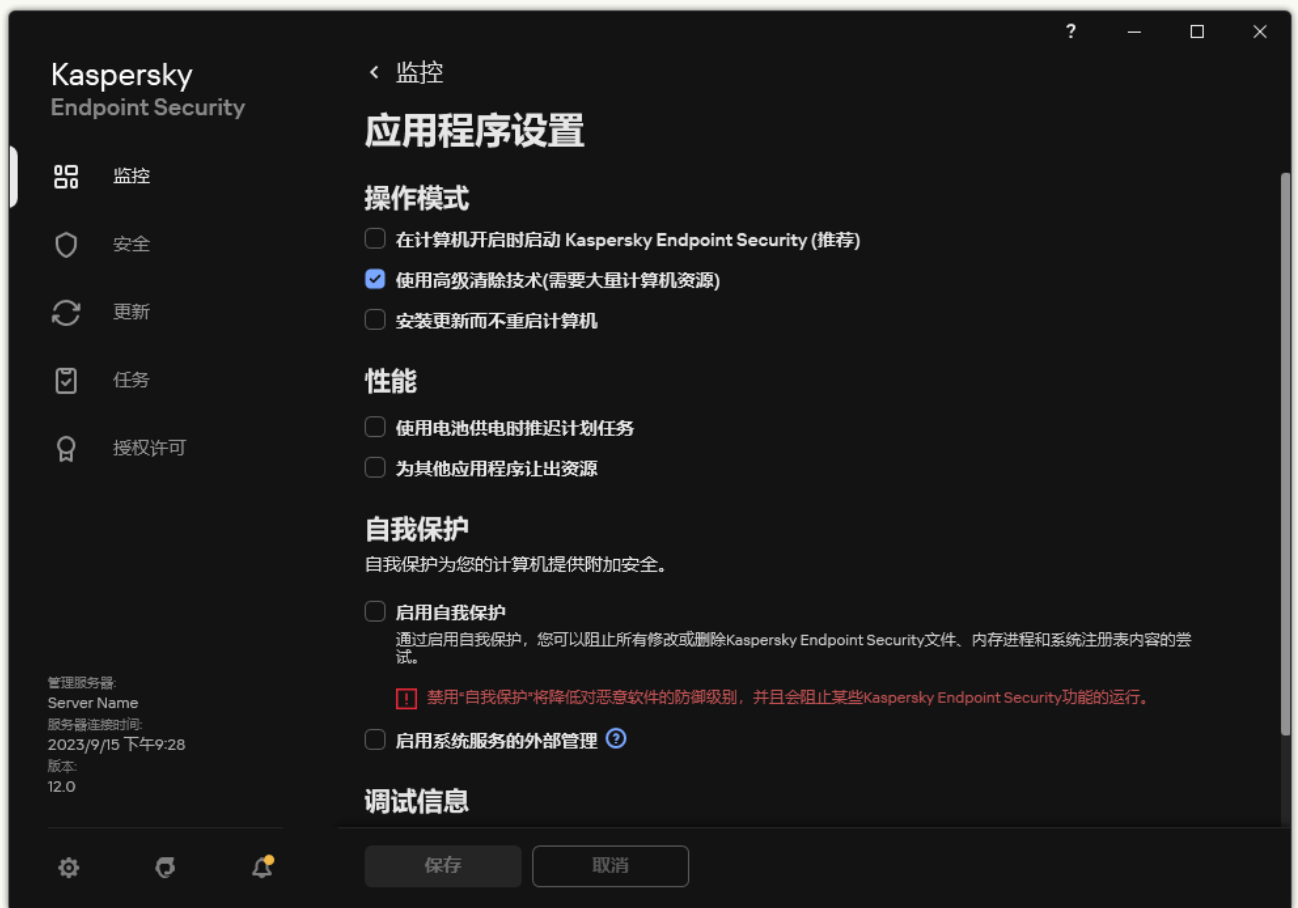 ?
Kaspersky
Endpoint Security
监控
安全
更新
任务
授权许可
管理服务器:
Server Name
服务器连接时间:
2023/9/15 下午9:28
版本:
12.0
监控
应用程序设置
操作模式
在计算机开启时启动 Kaspersky Endpoint Security (推荐)
使用高级清除技术(需要大量计算机资源)
安装更新而不重启计算机
性能
使用电池供电时推迟计划任务
为其他应用程序让出资源
自我保护
自我保护为您的计算机提供附加安全。
启用自我保护
通过启用自我保护，您可以阻止所有修改或删除Kaspersky Endpoint Security文件、内存进程和系统注册表内容的尝
试。
禁用“自我保护”将降低对恶意软件的防御级别，并且会阻止某些Kaspersky Endpoint Security功能的运行。
启用系统服务的外部管理 ?
调试信息
保存
取消